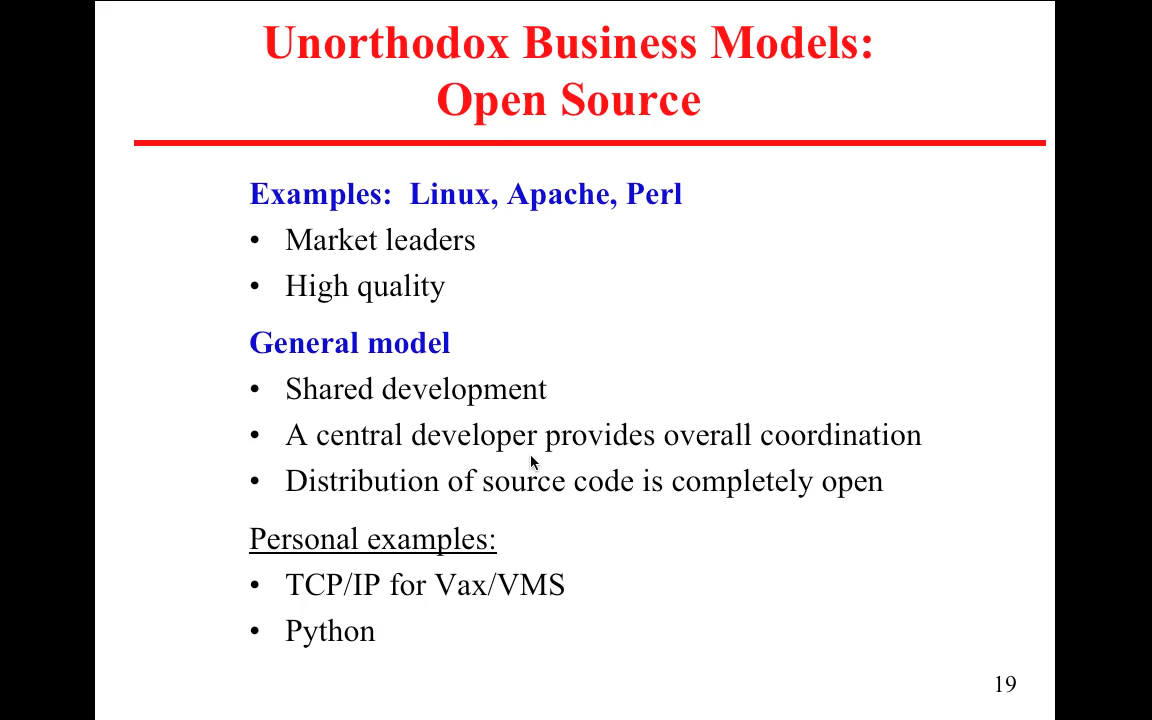 Unorthodox Business Models:
Open Source
Examples:  Linux, Apache, Perl
• Market leaders
• High quality
General model
• Shared development
• A central developer provides overall coordination
• Distribution of source code is completely open
Personal examples:
• TCP/IP for Vax/VMS
• Python
19